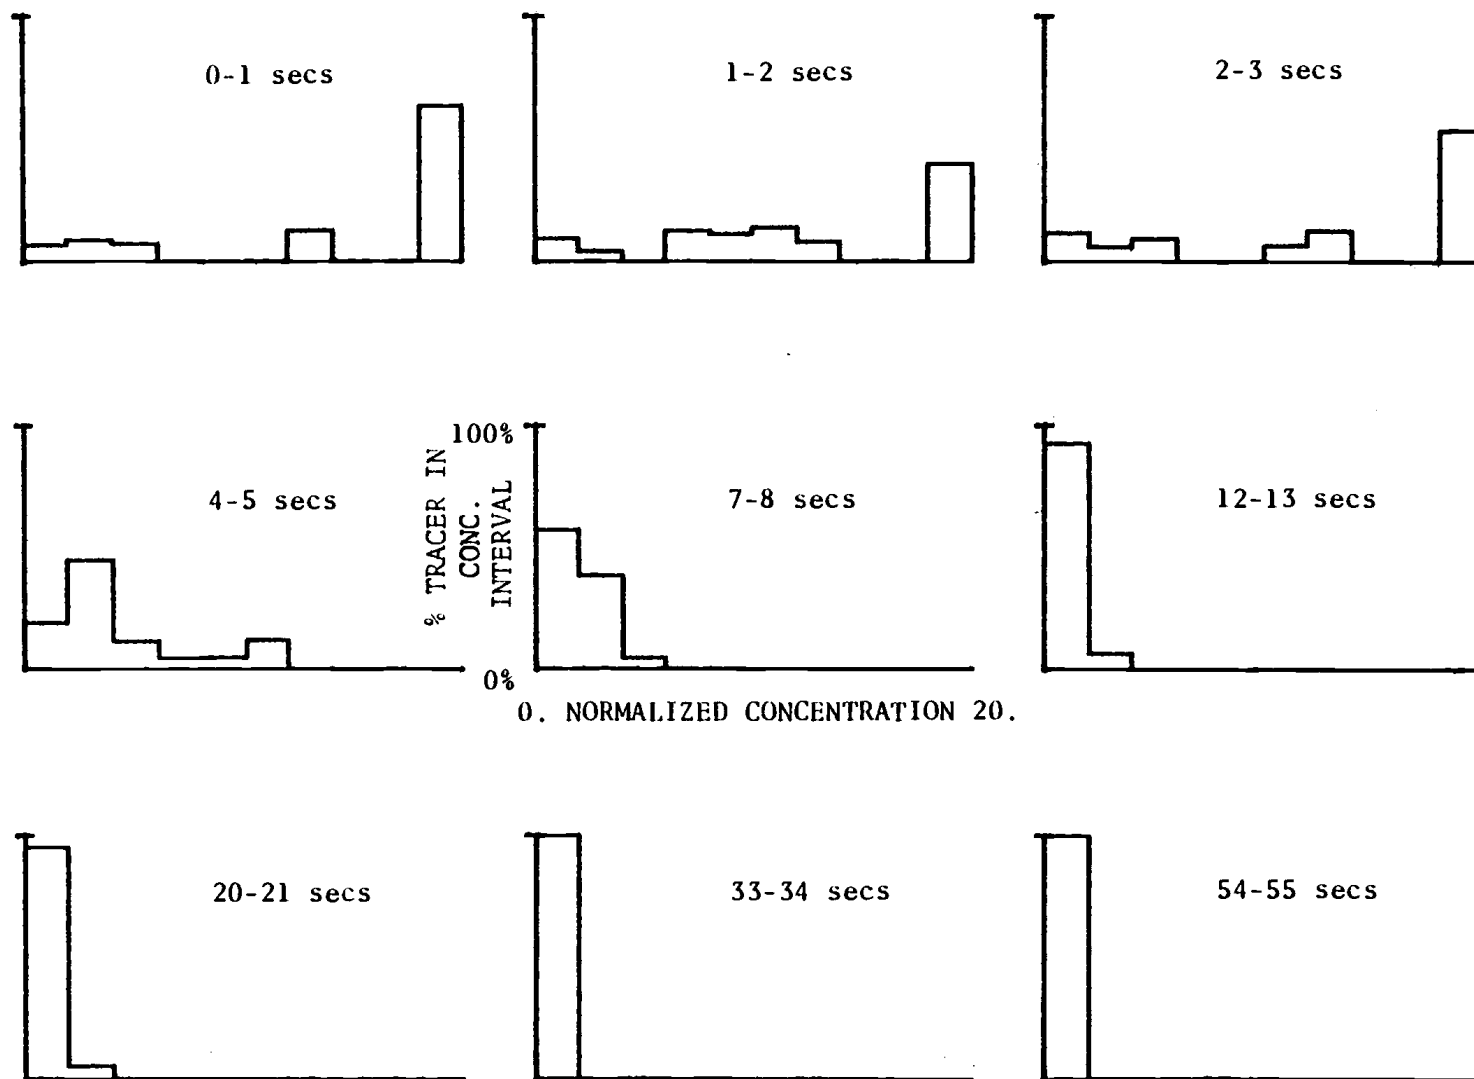 0-1 secs
1-2 secs
2-3 secs
4-5 secs
100%
% TRACER IN
CONC.
INTERVAL
0%
7-8 secs
12-13 secs
0. NORMALIZED CONCENTRATION 20.
20-21 secs
33-34 secs
54-55 secs